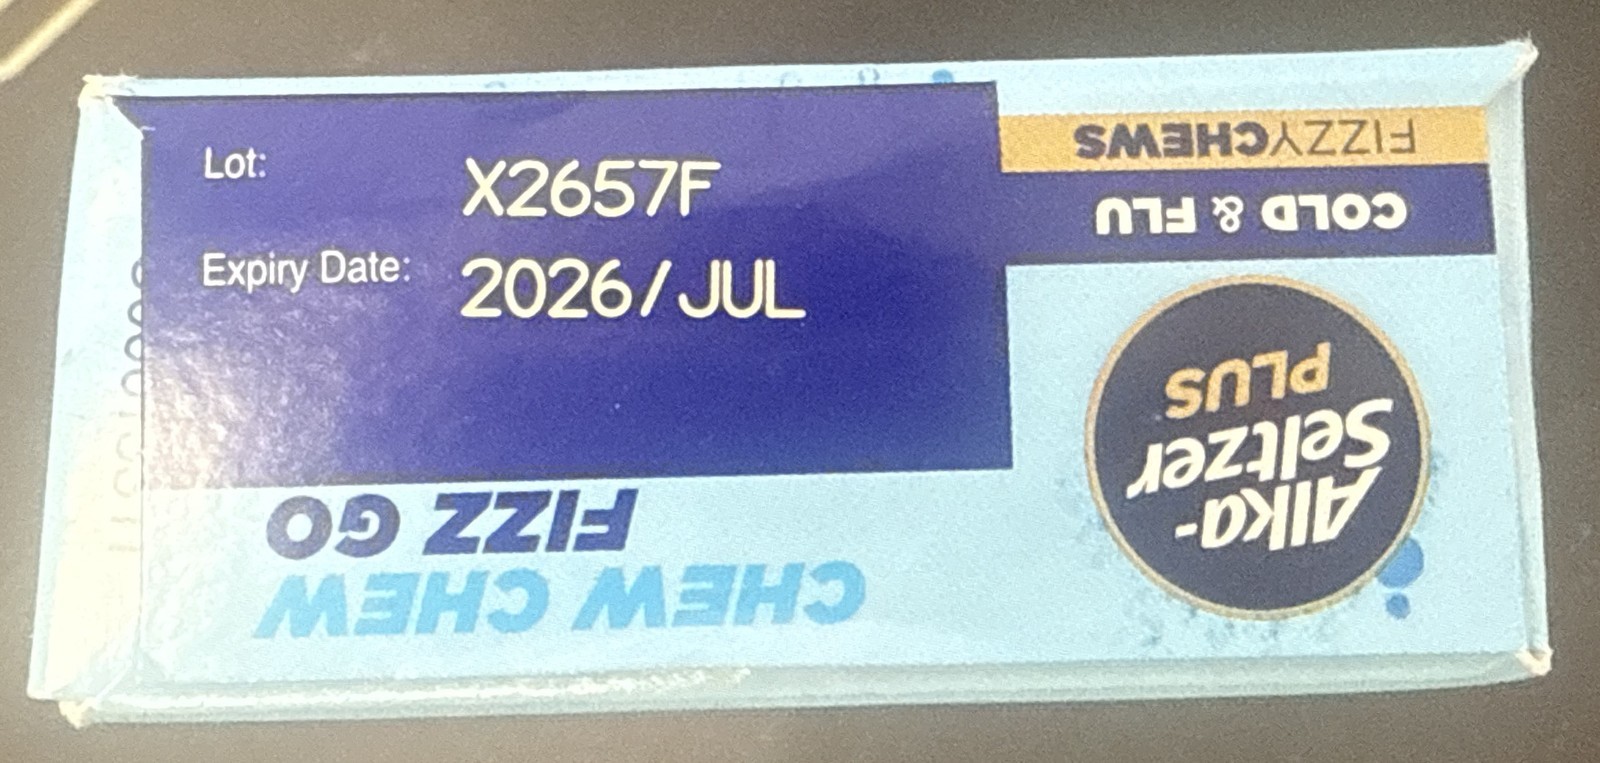 Lot: X2657F
Expiry Date: 2026/JUL
FIZZYCHEWS
COLD & FLU
Alka-
Seltzer
PLUS
CHEW CHEW
FIZZ GO